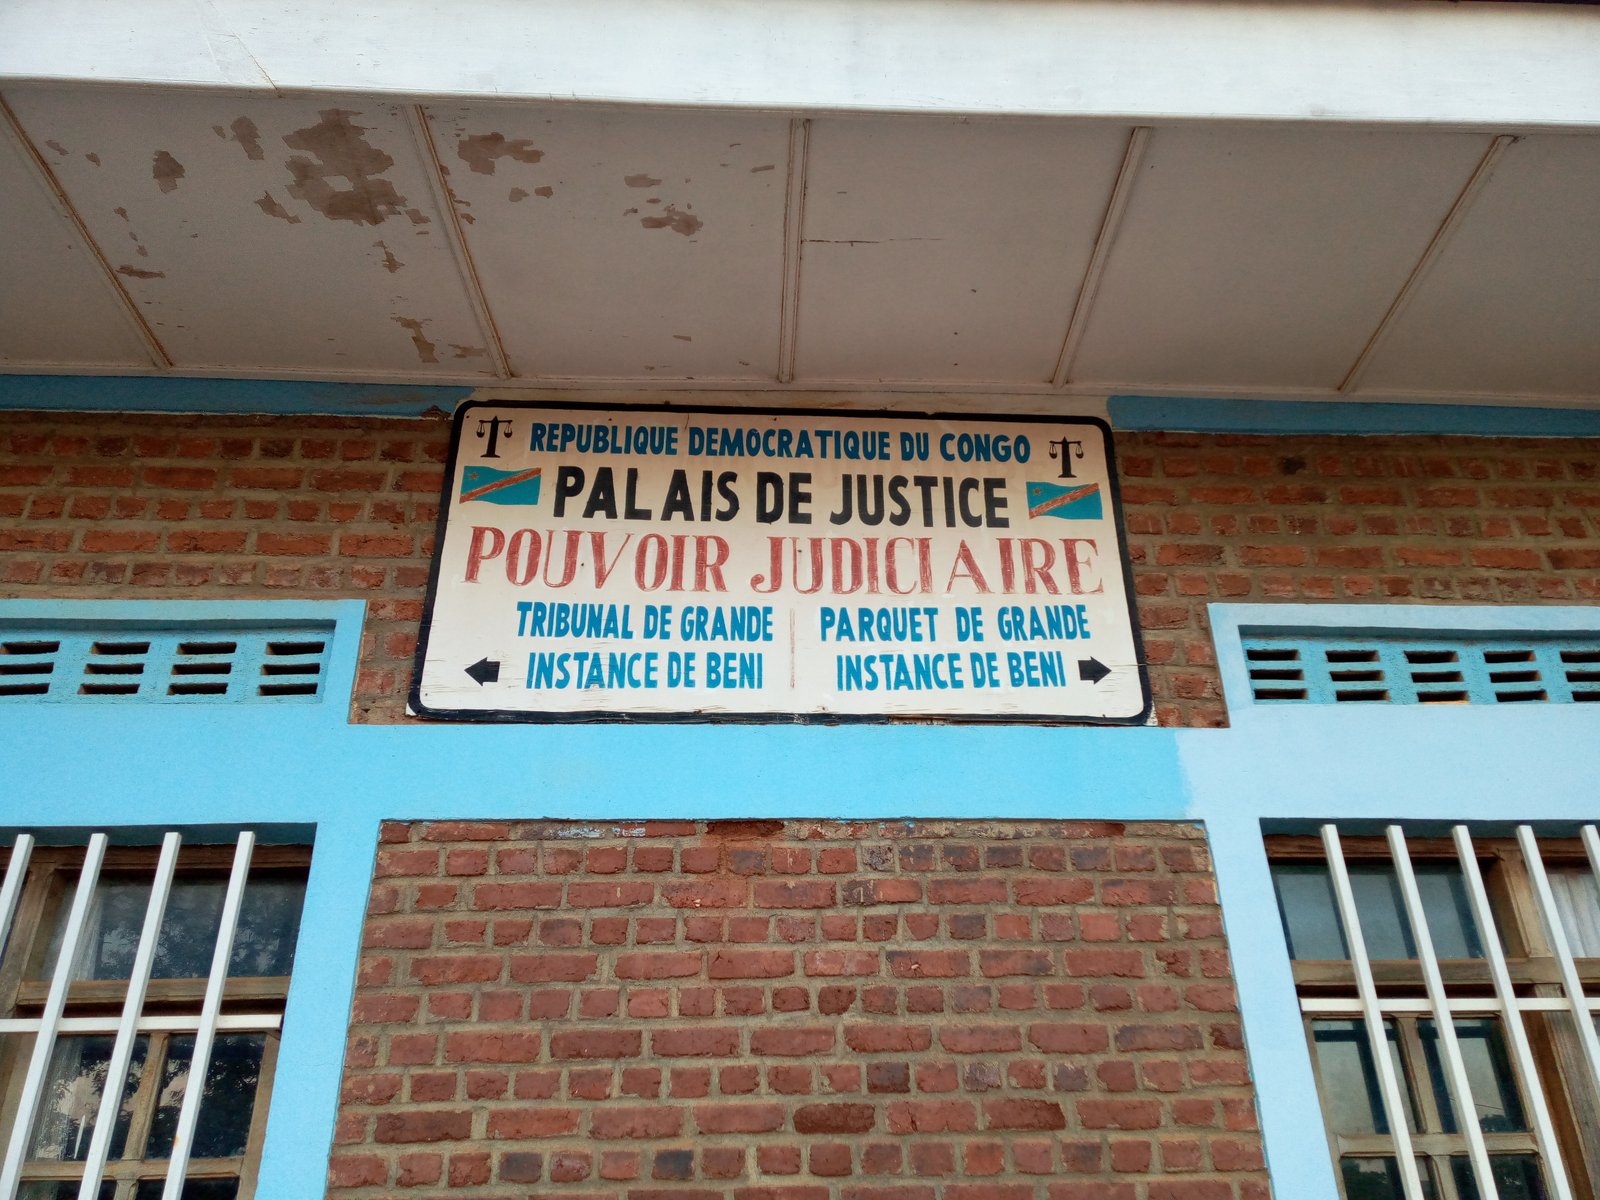 REPUBLIQUE DEMOCRATIQUE DU CONGO
PALAIS DE JUSTICE
POUVOIR JUDICIAIRE
TRIBUNAL DE GRANDE
INSTANCE DE BENI
PARQUET DE GRANDE
INSTANCE DE BENI